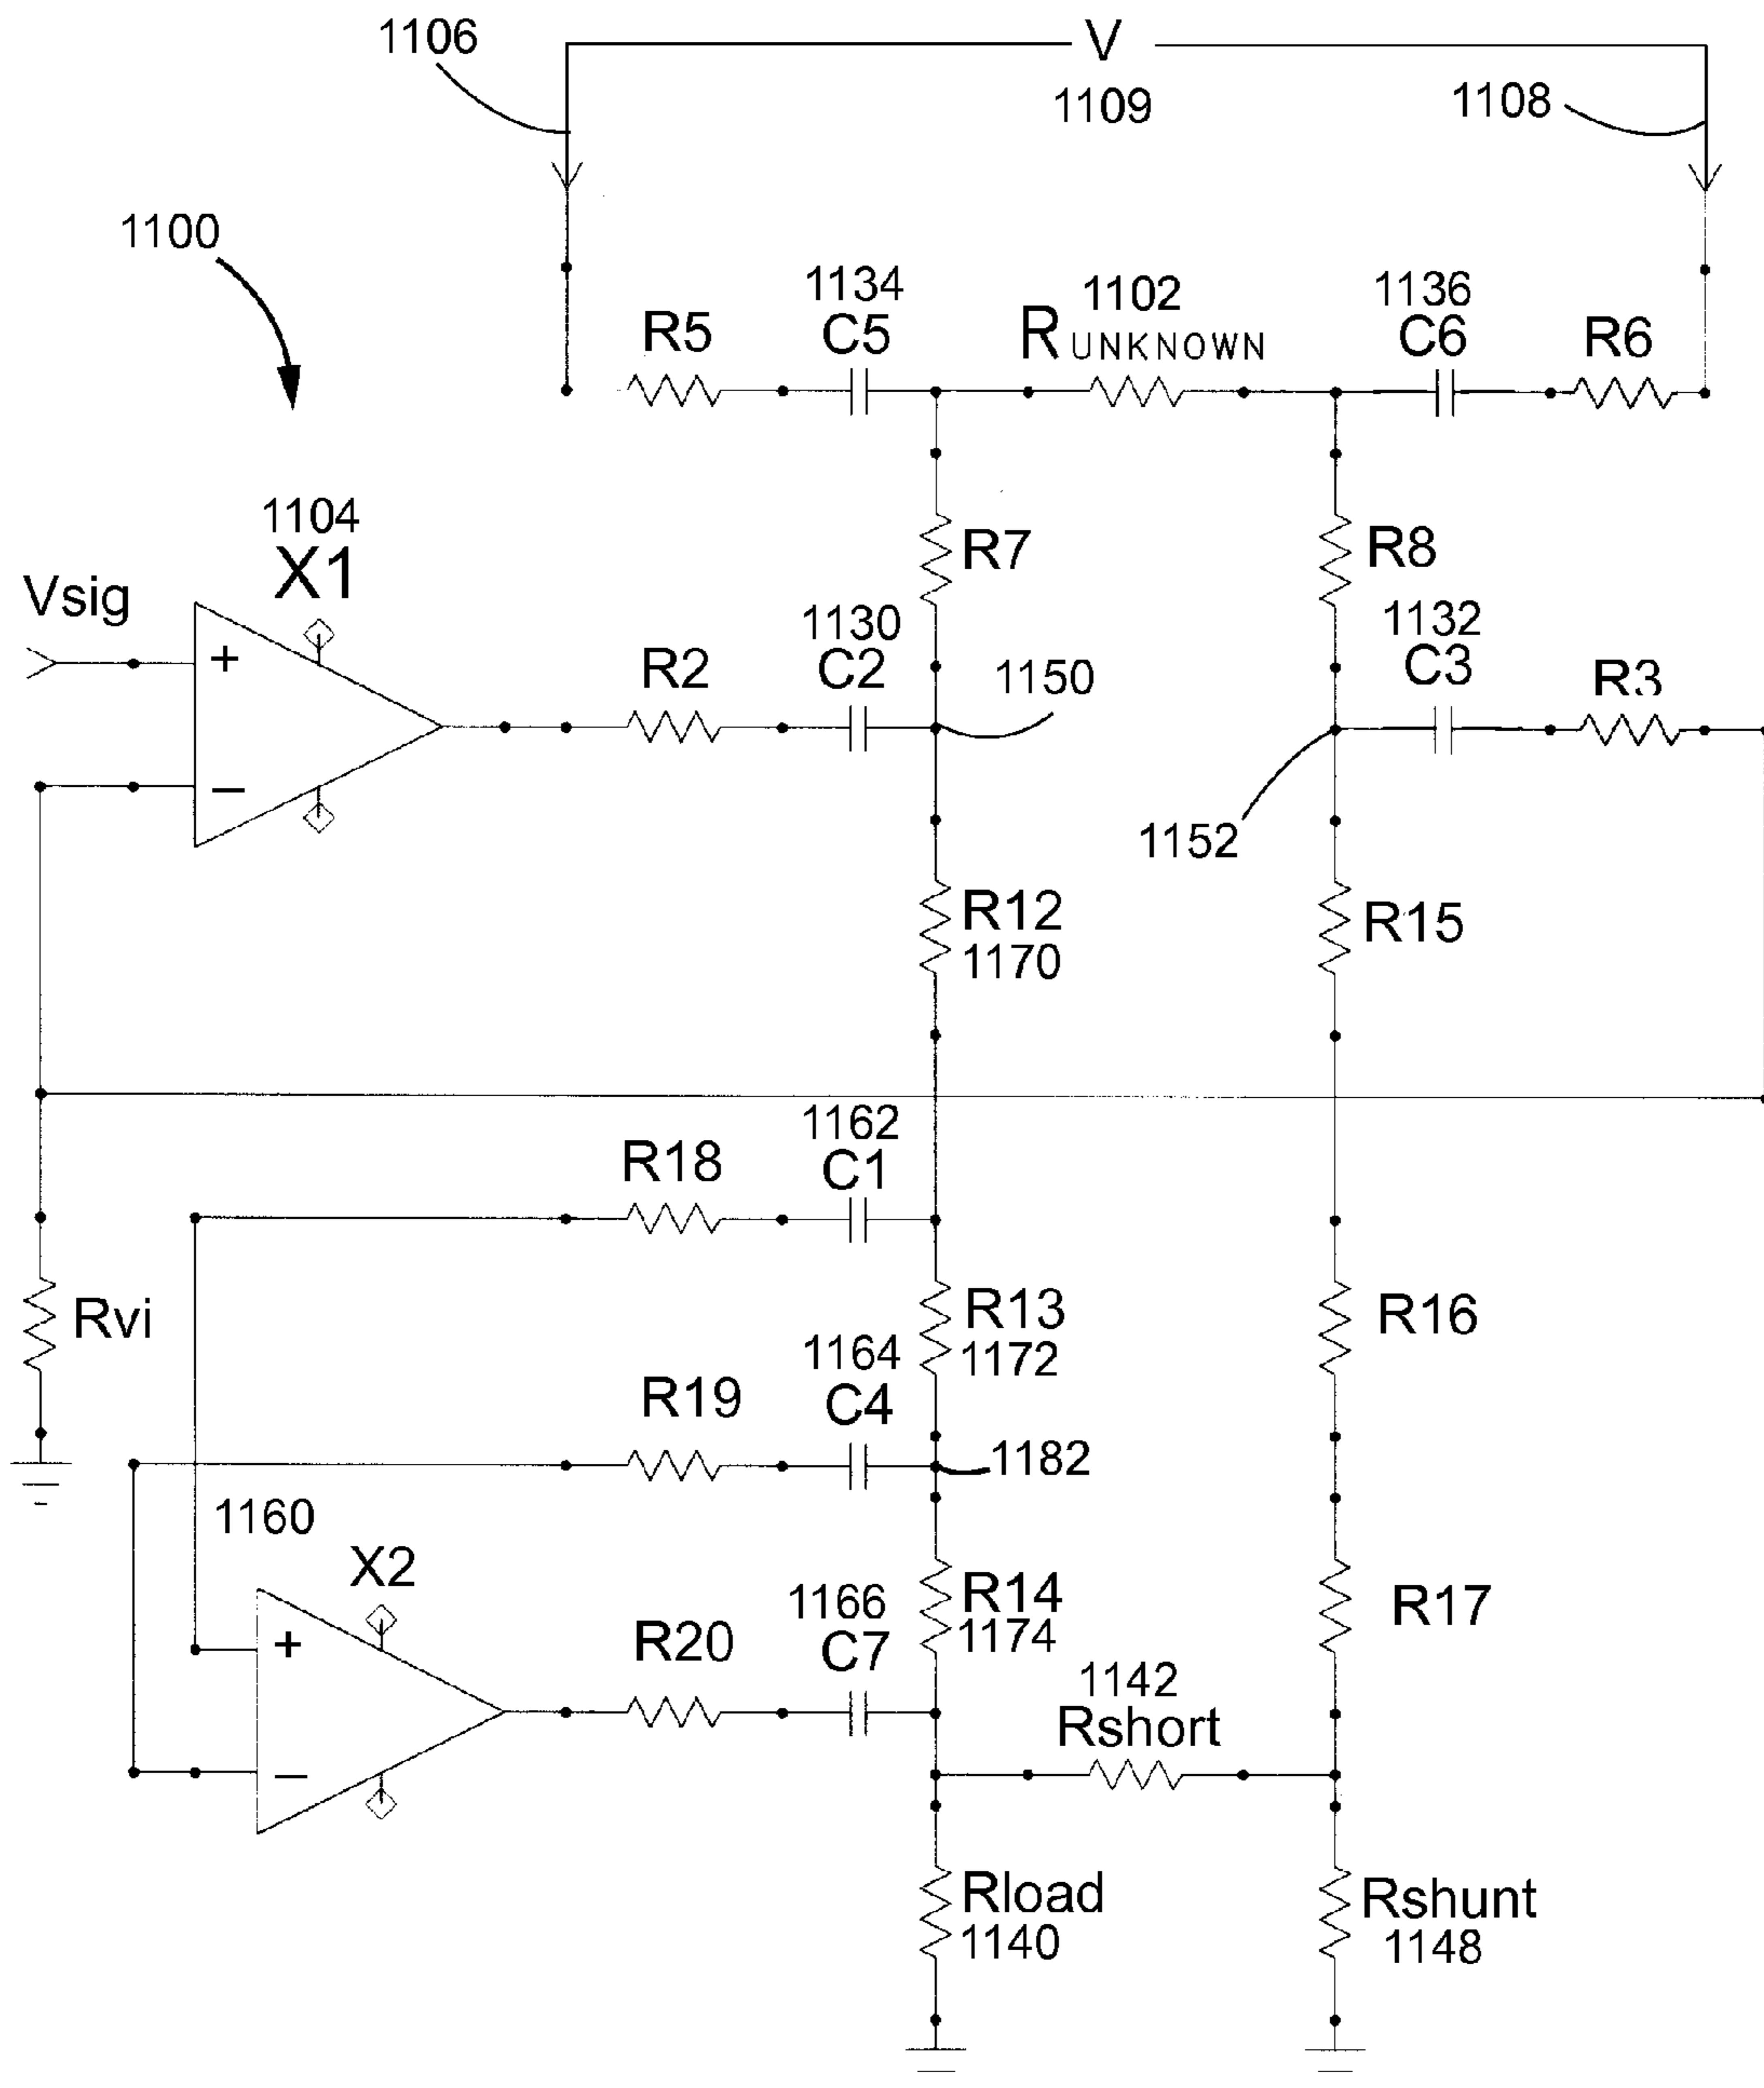 1106
V
1109
1108
1100
1134
C5
R5
1102
R UNKNOWN
1136
C6
R6
1104
X1
Vsig
+
−
R7
R8
R2
1130
C2
1150
1132
C3
R3
1152
R12
1170
R15
R18
1162
C1
Rvi
R13
1172
R16
R19
1164
C4
1182
1160
X2
+
−
R20
1166
C7
R14
1174
R17
1142
Rshort
Rload
1140
Rshunt
1148